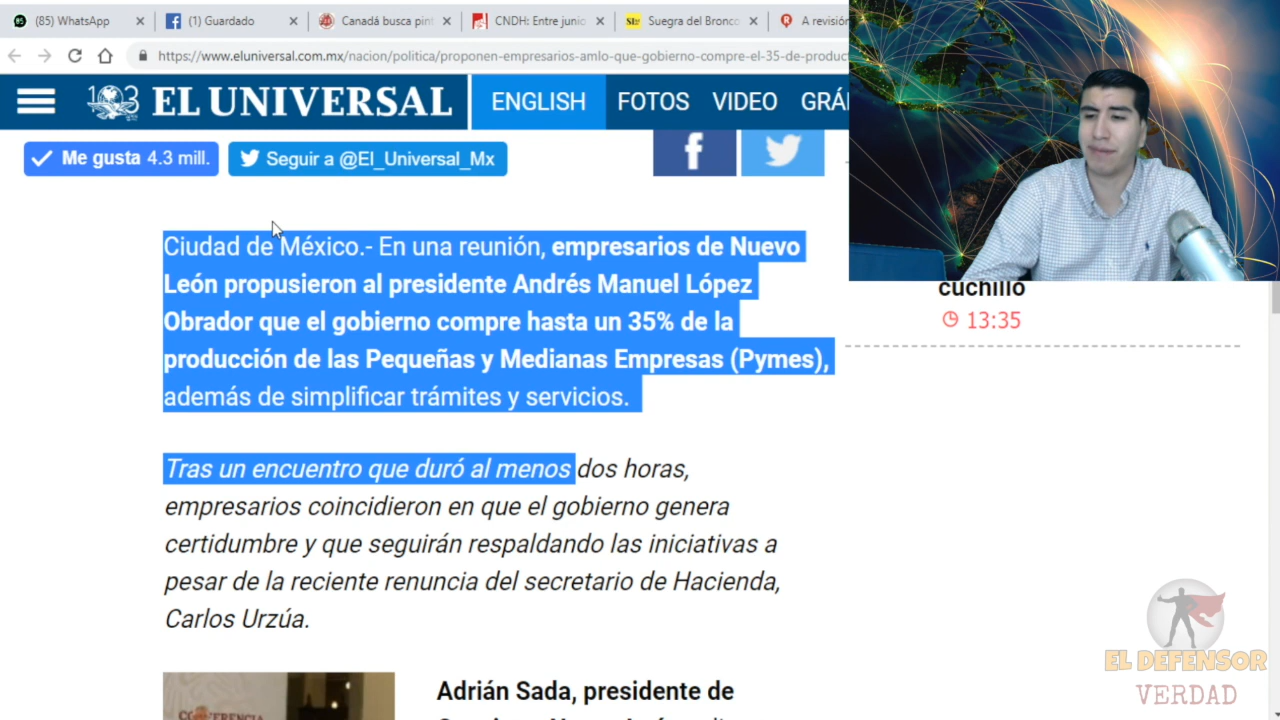 (85) WhatsApp
(1) Guardado
Canadá busca pint
CNDH: Entre junio
Suegra del Bronco
A revisión
https://www.eluniversal.com.mx/nacion/politica/proponen-empresarios-amlo-que-gobierno-compre-el-35-de-produc
103
EL UNIVERSAL
ENGLISH
FOTOS
VIDEO
GRÁ
Me gusta 4.3 mill.
Seguir a @El_Universal_Mx
Ciudad de México.- En una reunión, empresarios de Nuevo
León propusieron al presidente Andrés Manuel López
Obrador que el gobierno compre hasta un 35% de la
producción de las Pequeñas y Medianas Empresas (Pymes),
además de simplificar trámites y servicios.
cuchillo
13:35
Tras un encuentro que duró al menos dos horas,
empresarios coincidieron en que el gobierno genera
certidumbre y que seguirán respaldando las iniciativas a
pesar de la reciente renuncia del secretario de Hacienda,
Carlos Urzúa.
CONFERENCIA
Adrián Sada, presidente de
EL DEFENSOR
VERDAD